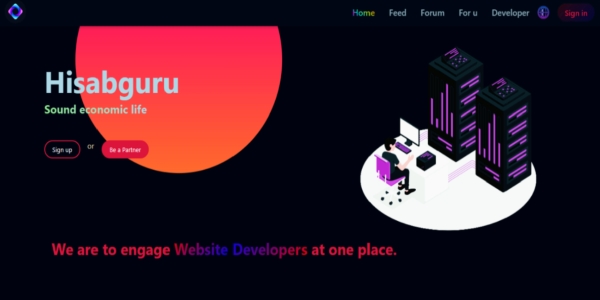 Home Feed Forum For u Developer Sign in
Hisabguru
Sound economic life
Sign up or Be a Partner
We are to engage Website Developers at one place.